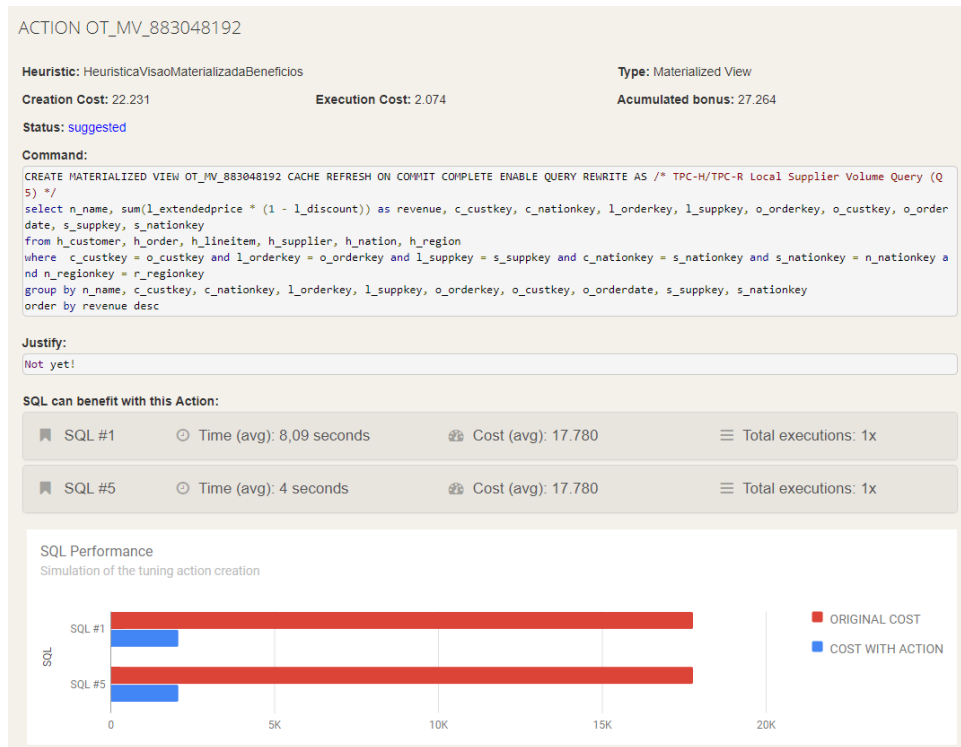 ACTION OT_MV_883048192
Heuristic: HeuristicaVisaoMaterializadaBeneficios Type: Materialized View
Creation Cost: 22.231 Execution Cost: 2.074 Acumulated bonus: 27.264
Status: suggested
Command:
CREATE MATERIALIZED VIEW OT_MV_883048192 CACHE REFRESH ON COMMIT COMPLETE ENABLE QUERY REWRITE AS /* TPC-H/TPC-R Local Supplier Volume Query (Q
5) */
select n_name, sum(l_extendedprice * (1 - l_discount)) as revenue, c_custkey, c_nationkey, l_orderkey, l_suppkey, o_orderkey, o_custkey, o_order
date, s_suppkey, s_nationkey
from h_customer, h_order, h_lineitem, h_supplier, h_nation, h_region
where  c_custkey = o_custkey and l_orderkey = o_orderkey and l_suppkey = s_suppkey and c_nationkey = s_nationkey and s_nationkey = n_nationkey a
nd n_regionkey = r_regionkey
group by n_name, c_custkey, c_nationkey, l_orderkey, l_suppkey, o_orderkey, o_custkey, o_orderdate, s_suppkey, s_nationkey
order by revenue desc
Justify:
Not yet!
SQL can benefit with this Action:
SQL #1 Time (avg): 8,09 seconds Cost (avg): 17.780 Total executions: 1x
SQL #5 Time (avg): 4 seconds Cost (avg): 17.780 Total executions: 1x
SQL Performance
Simulation of the tuning action creation
SQL
SQL #1
SQL #5
0 5K 10K 15K 20K
ORIGINAL COST
COST WITH ACTION